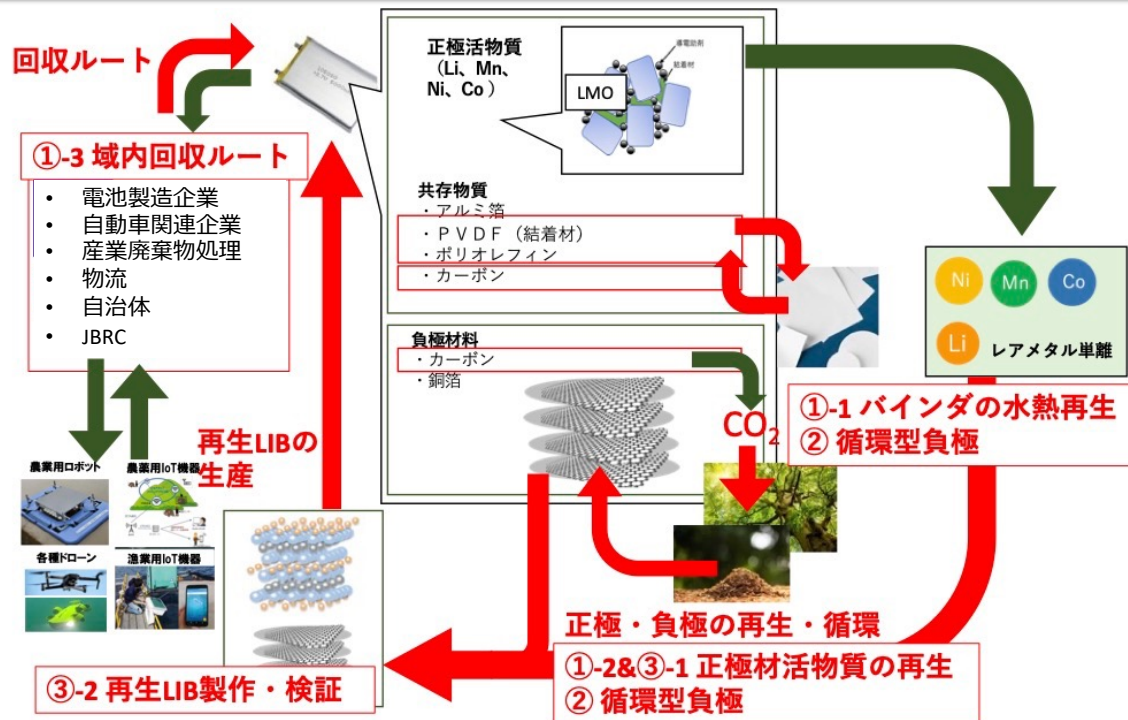 回収ルート
①-3 域内回収ルート
• 電池製造企業
• 自動車関連企業
• 産業廃棄物処理
• 物流
• 自治体
• JBRC
農業用ロボット
農薬用IoT機器
各種ドローン
漁業用IoT機器
再生LIBの
生産
③-2 再生LIB製作・検証
正極活物質
（Li、Mn、
Ni、Co ）
導電助剤
粘着材
LMO
共存物質
・アルミ箔
・ＰＶＤＦ（結着材）
・ポリオレフィン
・カーボン
負極材料
・カーボン
・銅箔
CO₂
Ni
Mn
Co
Li
レアメタル単離
①-1 バインダの水熱再生
② 循環型負極
正極・負極の再生・循環
①-2&③-1 正極材活物質の再生
② 循環型負極